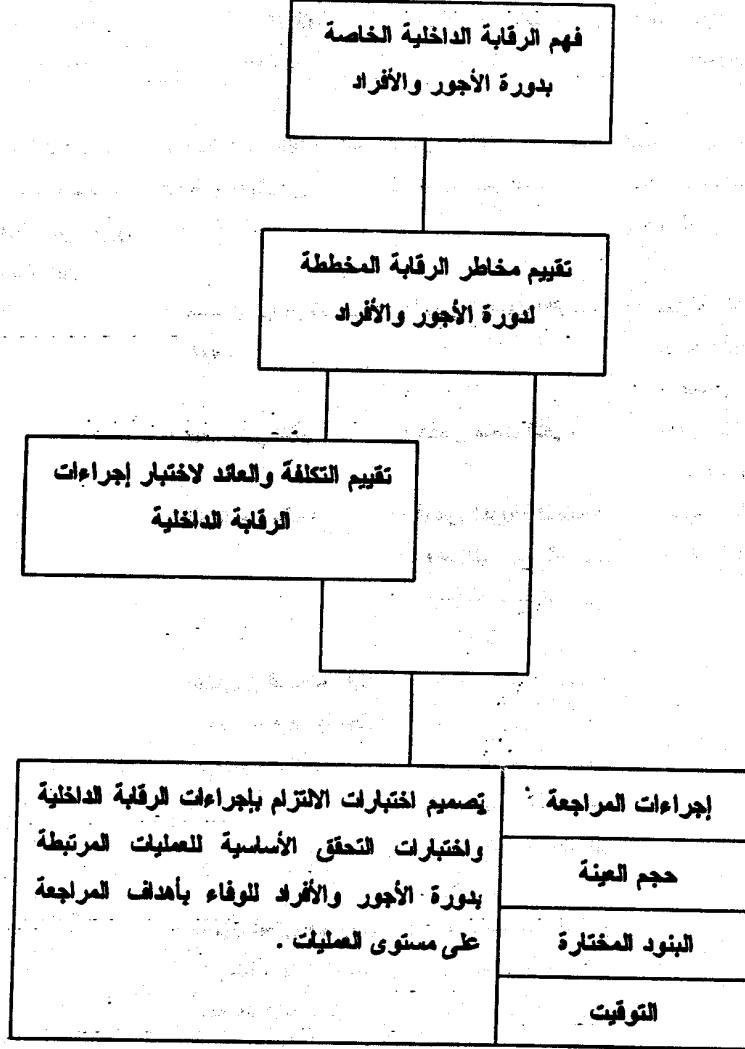 فهم الرقابة الداخلية الخاصة
بدورة الأجور والأفراد
تقييم مخاطر الرقابة المخططة
لدورة الأجور والأفراد
تقييم التكلفة والعائد لاختبار إجراءات
الرقابة الداخلية
إجراءات المراجعة
حجم العينة
البنود المختارة
التوقيت
تصميم اختبارات الالتزام بإجراءات الرقابة الداخلية
واختبارات التحقق الأساسية للعمليات المرتبطة
بدورة الأجور والأفراد للوفاء بأهداف المراجعة
على مستوى العمليات .